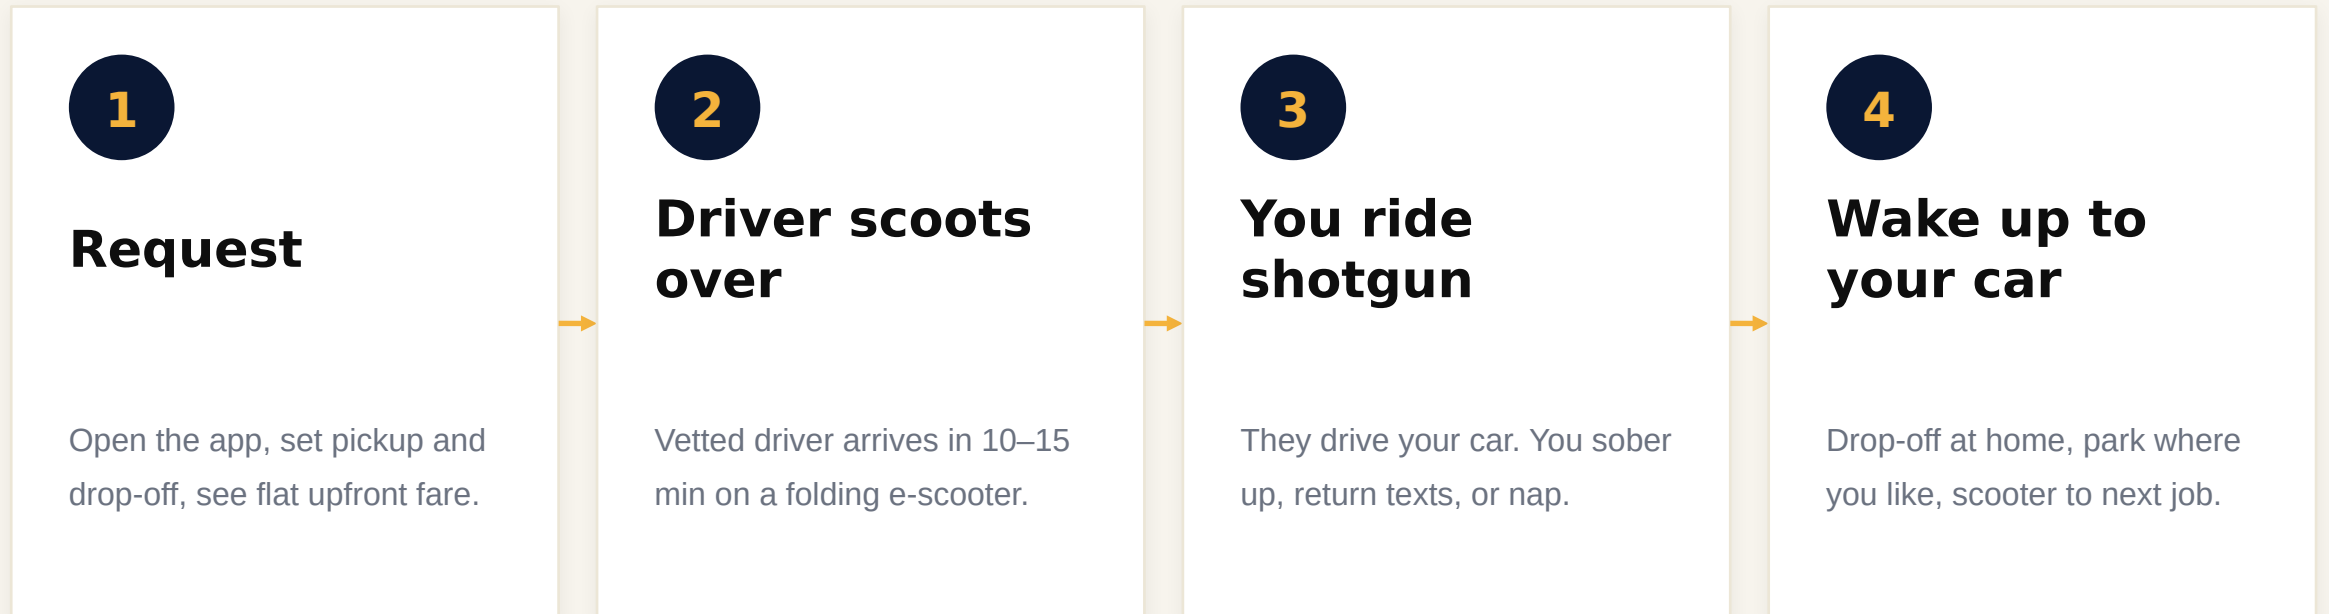 1
Request
Open the app, set pickup and
drop-off, see flat upfront fare.
2
Driver scoots
over
Vetted driver arrives in 10–15
min on a folding e-scooter.
3
You ride
shotgun
They drive your car. You sober
up, return texts, or nap.
4
Wake up to
your car
Drop-off at home, park where
you like, scooter to next job.